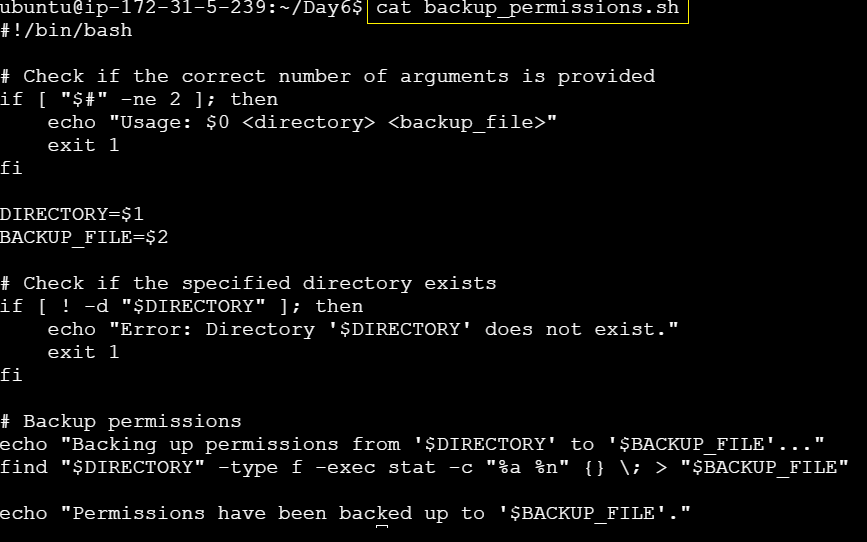 ubuntu@ip-172-31-5-239:~/Day6$ cat backup_permissions.sh
#!/bin/bash

# Check if the correct number of arguments is provided
if [ "$#" -ne 2 ]; then
    echo "Usage: $0 <directory> <backup_file>"
    exit 1
fi

DIRECTORY=$1
BACKUP_FILE=$2

# Check if the specified directory exists
if [ ! -d "$DIRECTORY" ]; then
    echo "Error: Directory '$DIRECTORY' does not exist."
    exit 1
fi

# Backup permissions
echo "Backing up permissions from '$DIRECTORY' to '$BACKUP_FILE'..."
find "$DIRECTORY" -type f -exec stat -c "%a %n" {} \; > "$BACKUP_FILE"

echo "Permissions have been backed up to '$BACKUP_FILE'."